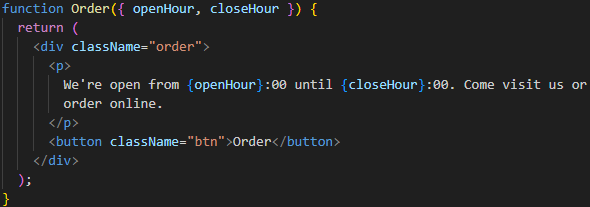 function Order({ openHour, closeHour }) {
  return (
    <div className="order">
      <p>
        We're open from {openHour}:00 until {closeHour}:00. Come visit us or
        order online.
      </p>
      <button className="btn">Order</button>
    </div>
  );
}